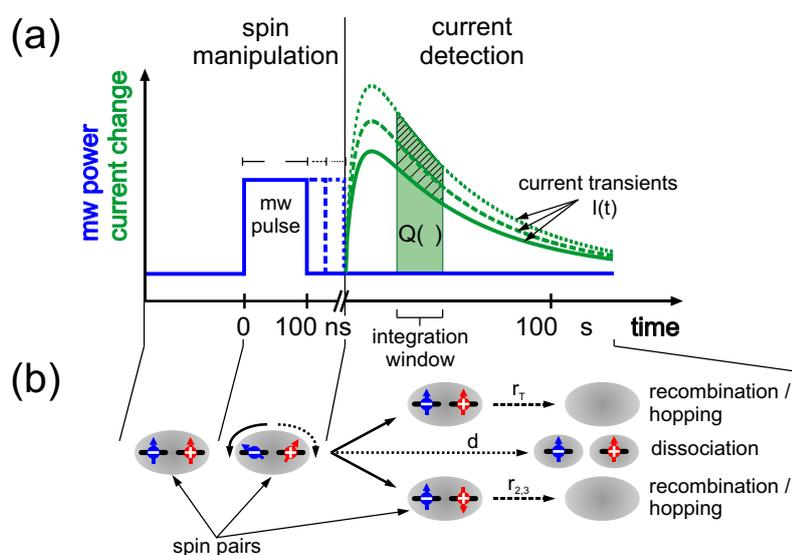 (a)
spin
manipulation
current
detection
mw power
current change
mw
pulse
Q( )
current transients
I(t)
0
100 ns
100 s
time
integration
window
(b)
r_T
recombination /
hopping
d
dissociation
r_2,3
recombination /
hopping
spin pairs